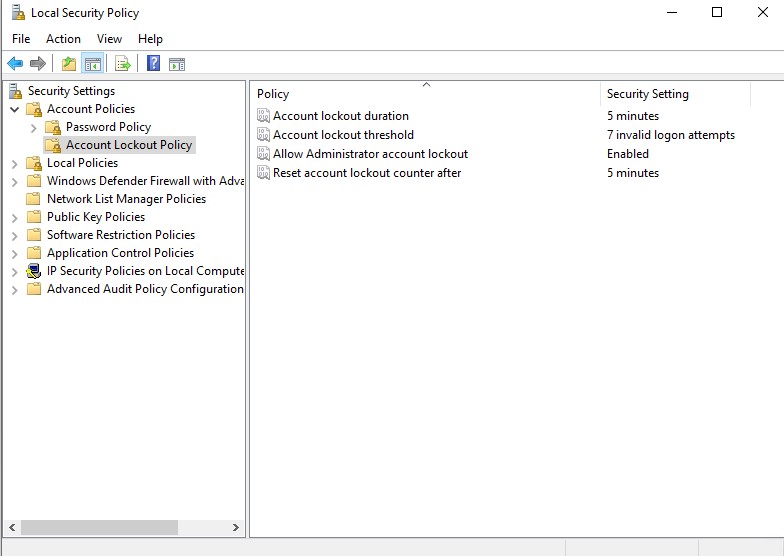 Local Security Policy
File Action View Help
Security Settings
Account Policies
Password Policy
Account Lockout Policy
Local Policies
Windows Defender Firewall with Adva
Network List Manager Policies
Public Key Policies
Software Restriction Policies
Application Control Policies
IP Security Policies on Local Compute
Advanced Audit Policy Configuration
Policy Security Setting
Account lockout duration 5 minutes
Account lockout threshold 7 invalid logon attempts
Allow Administrator account lockout Enabled
Reset account lockout counter after 5 minutes